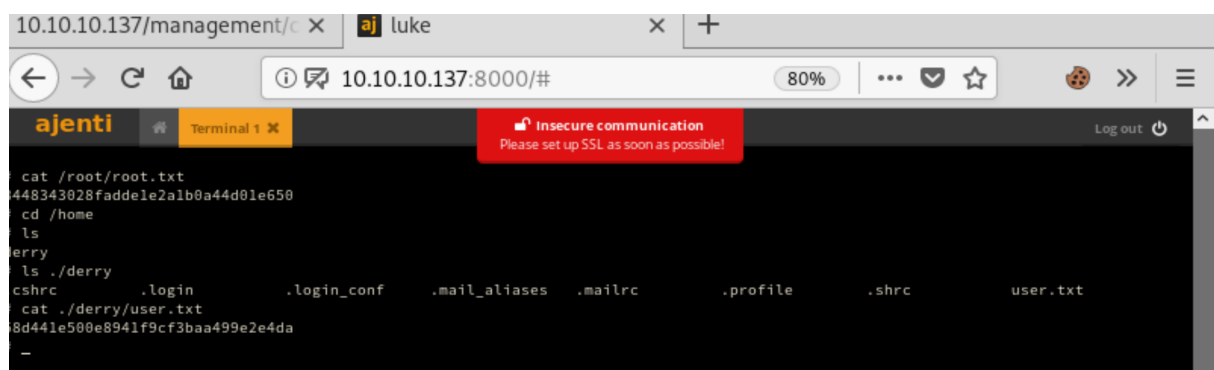 10.10.10.137/management/c
aj luke
10.10.10.137:8000/#
80%
ajenti
Terminal 1
Insecure communication
Please set up SSL as soon as possible!
Log out
cat /root/root.txt
448343028faddele2a1b0a44d01e650
cd /home
ls
erry
ls ./derry
cshrc .login .login_conf .mail_aliases .mailrc .profile .shrc user.txt
cat ./derry/user.txt
8d441e500e8941f9cf3baa499e2e4da
_